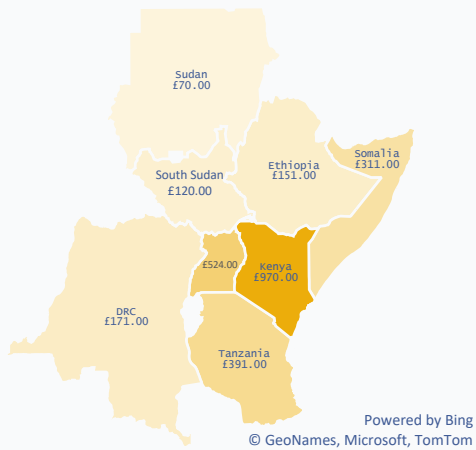 Sudan
£70.00
South Sudan
£120.00
Ethiopia
£151.00
Somalia
£311.00
£524.00
Kenya
£970.00
DRC
£171.00
Tanzania
£391.00
Powered by Bing
© GeoNames, Microsoft, TomTom